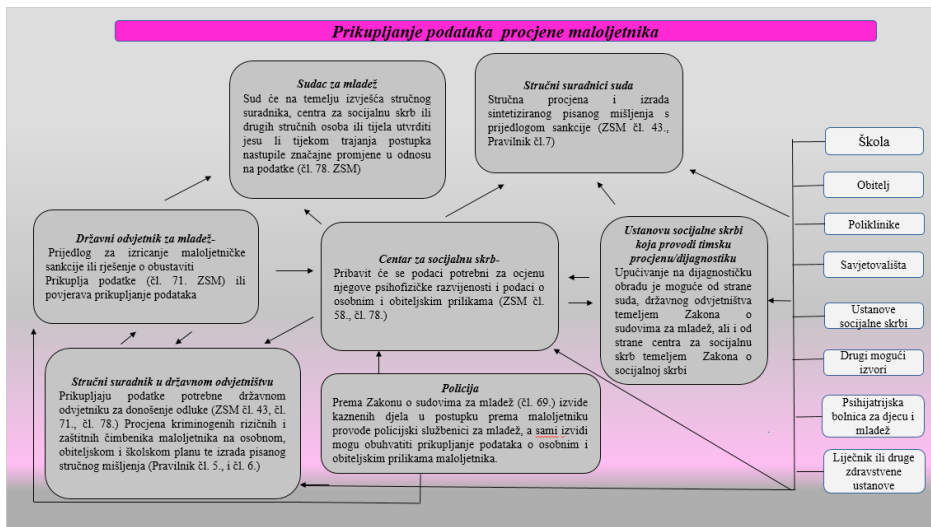 Prikupljanje podataka procjene maloljetnika
Sudac za mladež
Sud će na temelju izvješća stručnog
suradnika, centra za socijalnu skrb ili
drugih stručnih osoba ili tijela utvrditi
jesu li tijekom trajanja postupka
nastupile značajne promjene u odnosu
na podatke (čl. 78. ZSM)
Stručni suradnici suda
Stručna procjena i izrada
sintetiziranog pisanog mišljenja s
prijedlogom sankcije (ZSM čl. 43.,
Pravilnik čl.7)
Državni odvjetnik za mladež-
Prijedlog za izricanje maloljetničke
sankcije ili rješenje o obustaviti
Prikuplja podatke (čl. 71. ZSM) ili
povjerava prikupljanje podataka
Centar za socijalnu skrb-
Pribavit će se podaci potrebni za ocjenu
njegove psihofizičke razvijenosti i podaci o
osobnim i obiteljskim prilikama (ZSM čl.
58., čl. 78.)
Ustanovu socijalne skrbi
koja provodi timsku
procjenu/dijagnostiku
Upućivanje na dijagnostičku
obradu je moguće od strane
suda, državnog odvjetništva
temeljem Zakona o
sudovima za mladež, ali i od
strane centra za socijalnu
skrb temeljem Zakona o
socijalnoj skrbi
Stručni suradnik u državnom odvjetništvu
Prikupljaju podatke potrebne državnom
odvjetniku za donošenje odluke (ZSM čl. 43, čl.
71., čl. 78.) Procjena kriminogenih rizičnih i
zaštitnih čimbenika maloljetnika na osobnom,
obiteljskom i školskom planu te izrada pisanog
stručnog mišljenja (Pravilnik čl. 5., i čl. 6.)
Policija
Prema Zakonu o sudovima za mladež (čl. 69.) izvide
kaznenih djela u postupku prema maloljetniku
provode policijski službenici za mladež, a sami izvidi
mogu obuhvatiti prikupljanje podataka o osobnim i
obiteljskim prilikama maloljetnika.
Škola
Obitelj
Poliklinike
Savjetovališta
Ustanove
socijalne skrbi
Drugi mogući
izvori
Psihijatrijska
bolnica za djecu i
mladež
Liječnik ili druge
zdravstvene
ustanove